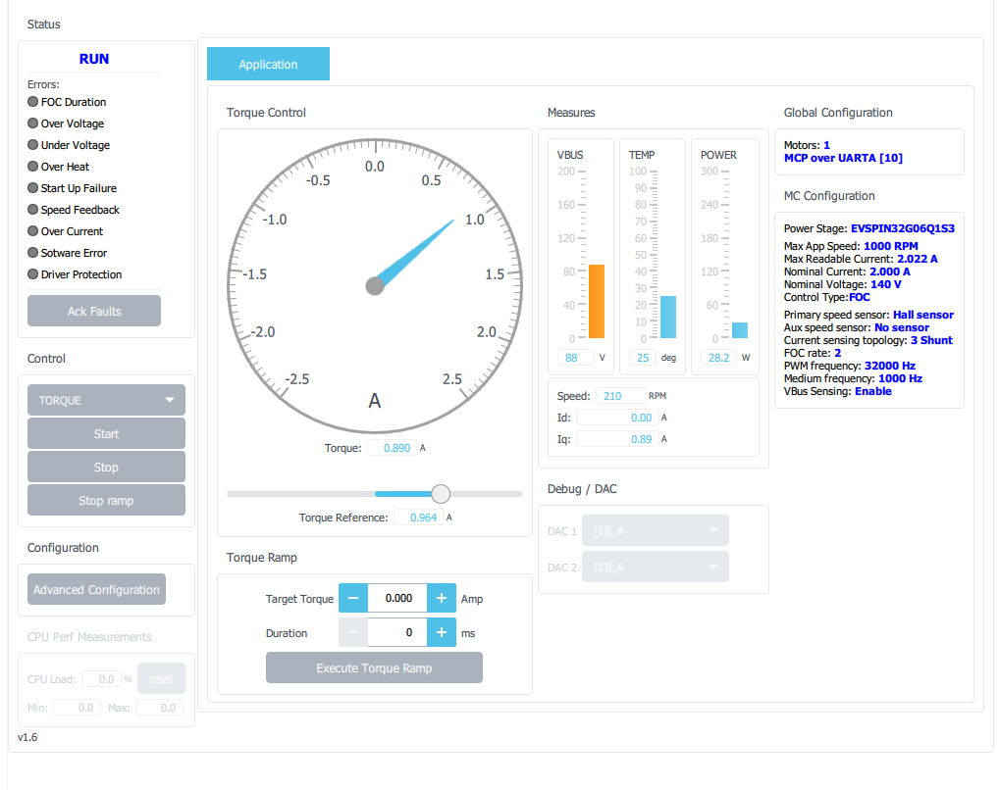 Status
RUN
Errors:
FOC Duration
Over Voltage
Under Voltage
Over Heat
Start Up Failure
Speed Feedback
Over Current
Sotware Error
Driver Protection
Ack Faults
Control
TORQUE
Start
Stop
Stop ramp
Configuration
Advanced Configuration
CPU Perf Measurements
CPU Load: 0.0 % reset
Min: 0.0 Max: 0.0
v1.6
Application
Torque Control
0.0
-0.5 0.5
-1.0 1.0
-1.5 1.5
-2.0 2.0
-2.5 2.5
A
Torque: 0.890 A
Torque Reference: 0.964 A
Torque Ramp
Target Torque − 0.000 + Amp
Duration − 0 + ms
Execute Torque Ramp
Measures
VBUS
200
160
120
80
40
0
88 V
TEMP
100
90
80
70
60
50
40
30
20
10
0
25 deg
POWER
300
240
180
120
60
0
28.2 W
Speed: 210 RPM
Id: 0.00 A
Iq: 0.89 A
Debug / DAC
DAC 1 [1]I_A
DAC 2 [1]I_A
Global Configuration
Motors: 1
MCP over UARTA [10]
MC Configuration
Power Stage: EVSPIN32G06Q1S3
Max App Speed: 1000 RPM
Max Readable Current: 2.022 A
Nominal Current: 2.000 A
Nominal Voltage: 140 V
Control Type:FOC
Primary speed sensor: Hall sensor
Aux speed sensor: No sensor
Current sensing topology: 3 Shunt
FOC rate: 2
PWM frequency: 32000 Hz
Medium frequency: 1000 Hz
VBus Sensing: Enable